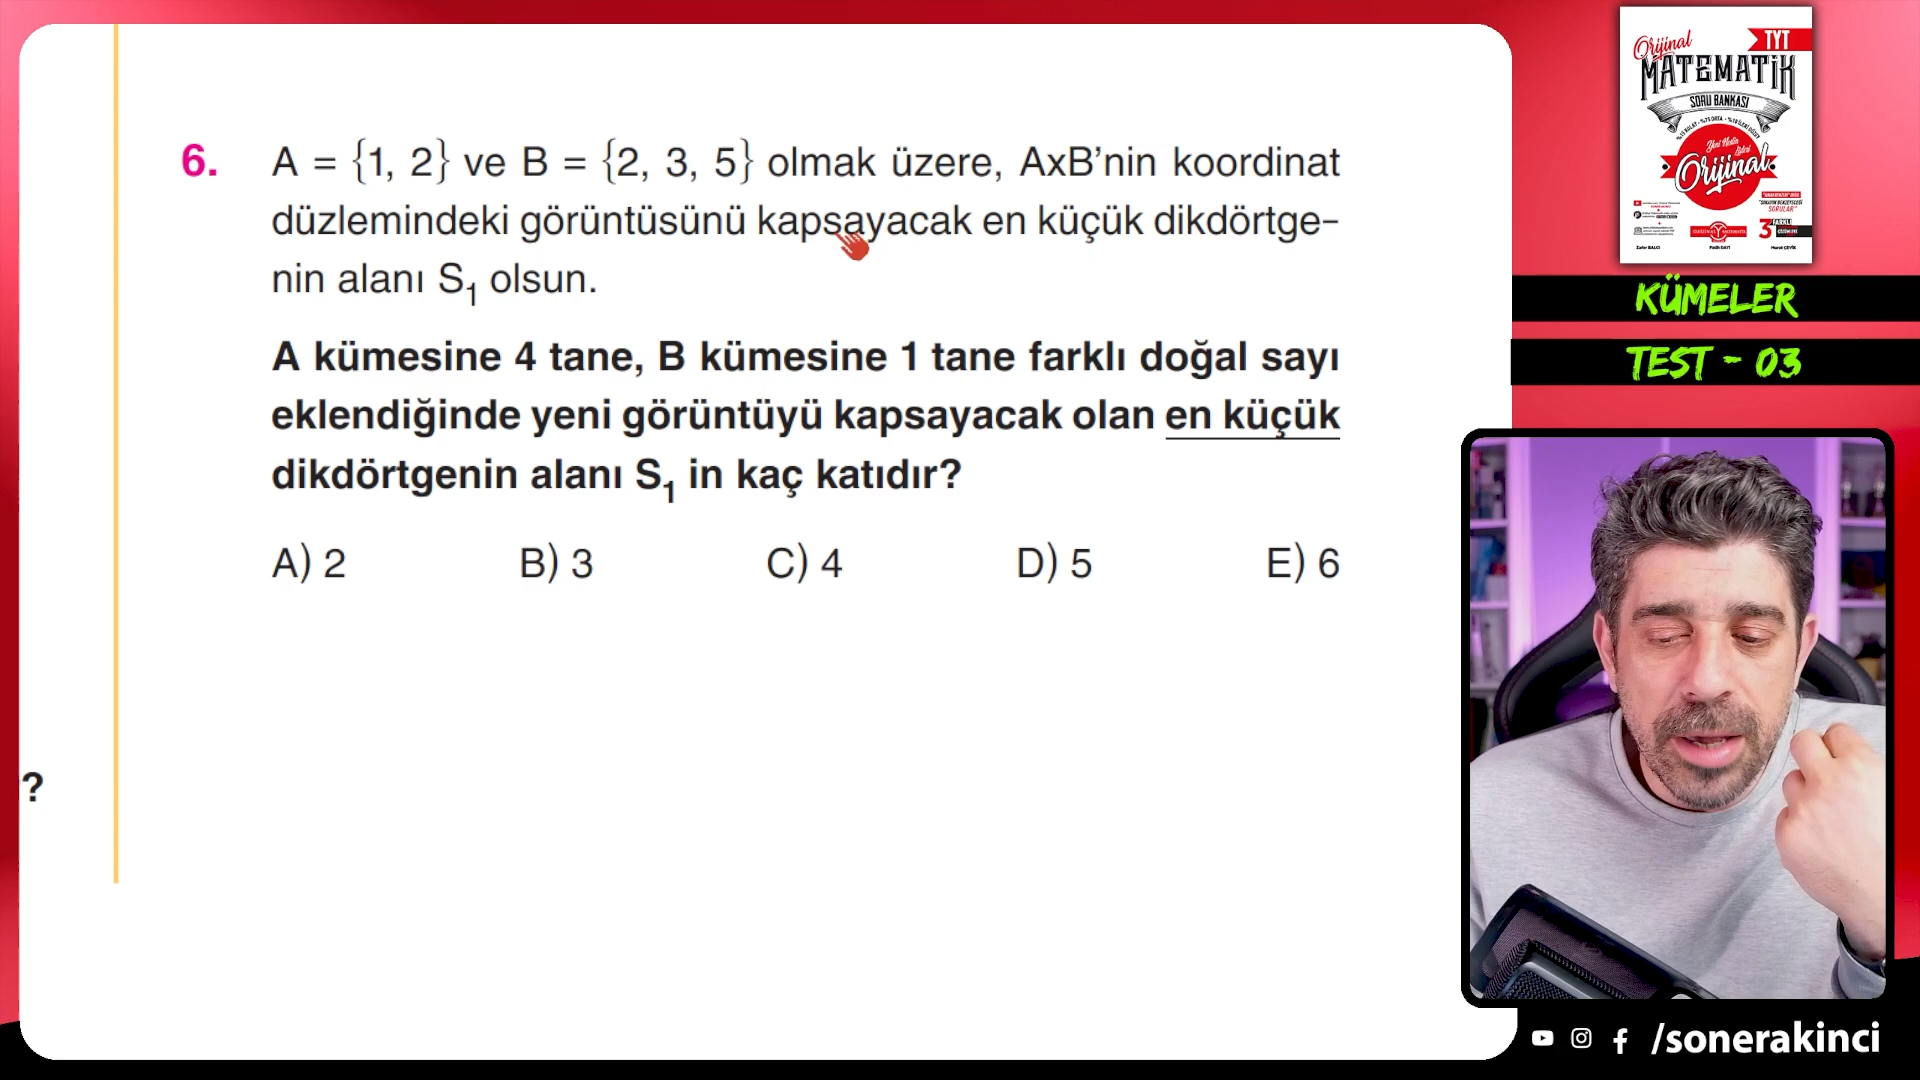 6. A = {1, 2} ve B = {2, 3, 5} olmak üzere, AxB’nin koordinat
düzlemindeki görüntüsünü kapsayacak en küçük dikdörtge–
nin alanı S₁ olsun.
A kümesine 4 tane, B kümesine 1 tane farklı doğal sayı
eklendiğinde yeni görüntüyü kapsayacak olan en küçük
dikdörtgenin alanı S₁ in kaç katıdır?
A) 2 B) 3 C) 4 D) 5 E) 6
?
Orijinal
TYT
MATEMATİK
SORU BANKASI
Orijinal
KÜMELER
TEST - 03
/sonerakinci